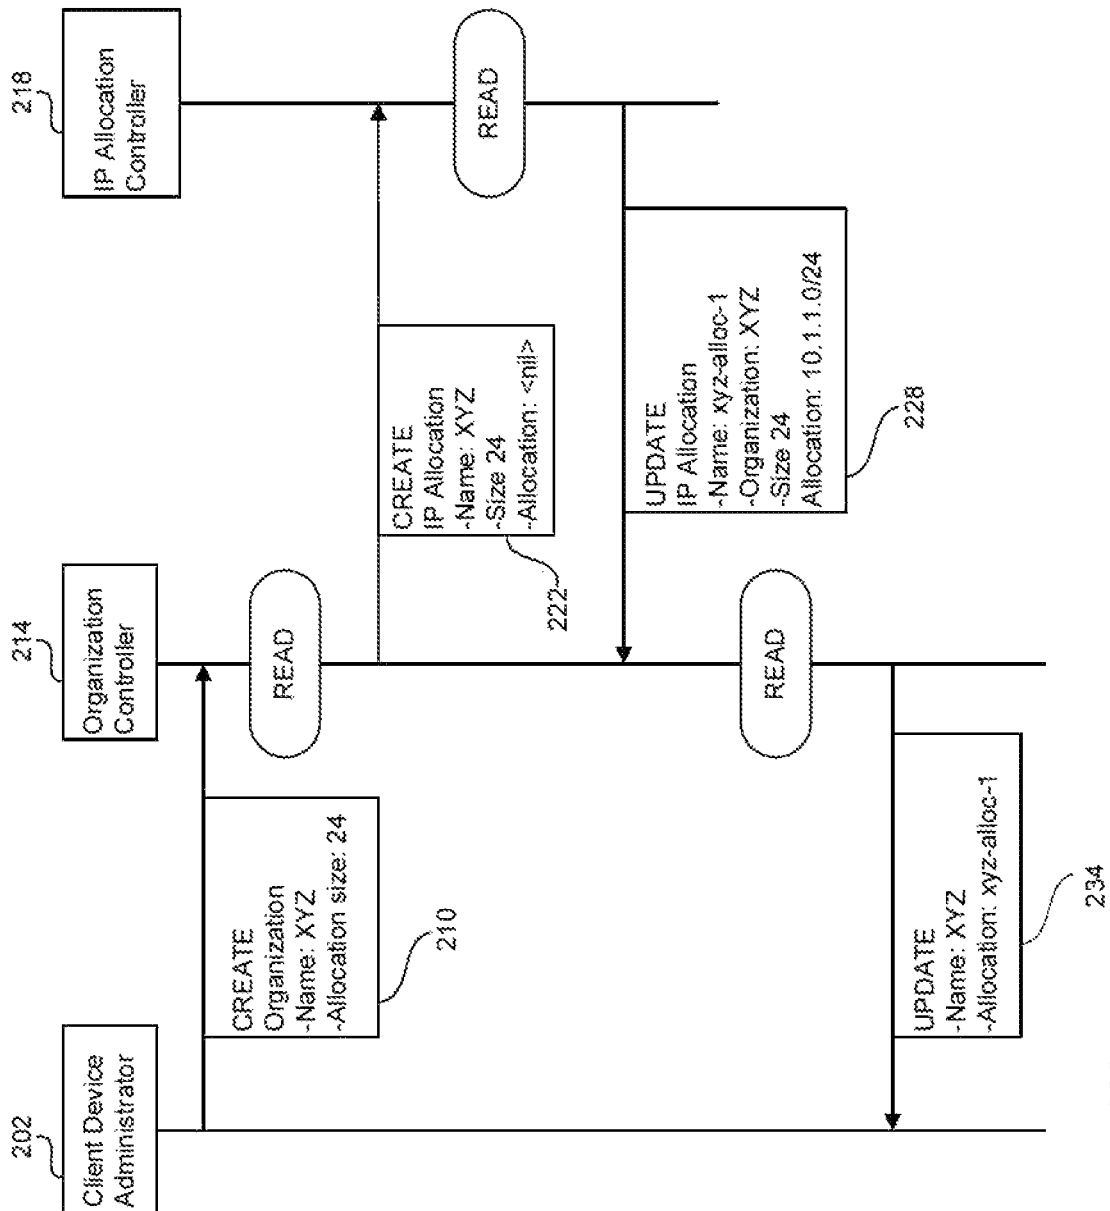 202
Client Device
Administrator
214
Organization
Controller
218
IP Allocation
Controller
CREATE
Organization
-Name: XYZ
-Allocation size: 24
210
READ
CREATE
IP Allocation
-Name: XYZ
-Size 24
-Allocation: <nil>
222
READ
UPDATE
IP Allocation
-Name: xyz-alloc-1
-Organization: XYZ
-Size 24
Allocation: 10.1.1.0/24
228
READ
UPDATE
-Name: XYZ
-Allocation: xyz-alloc-1
234